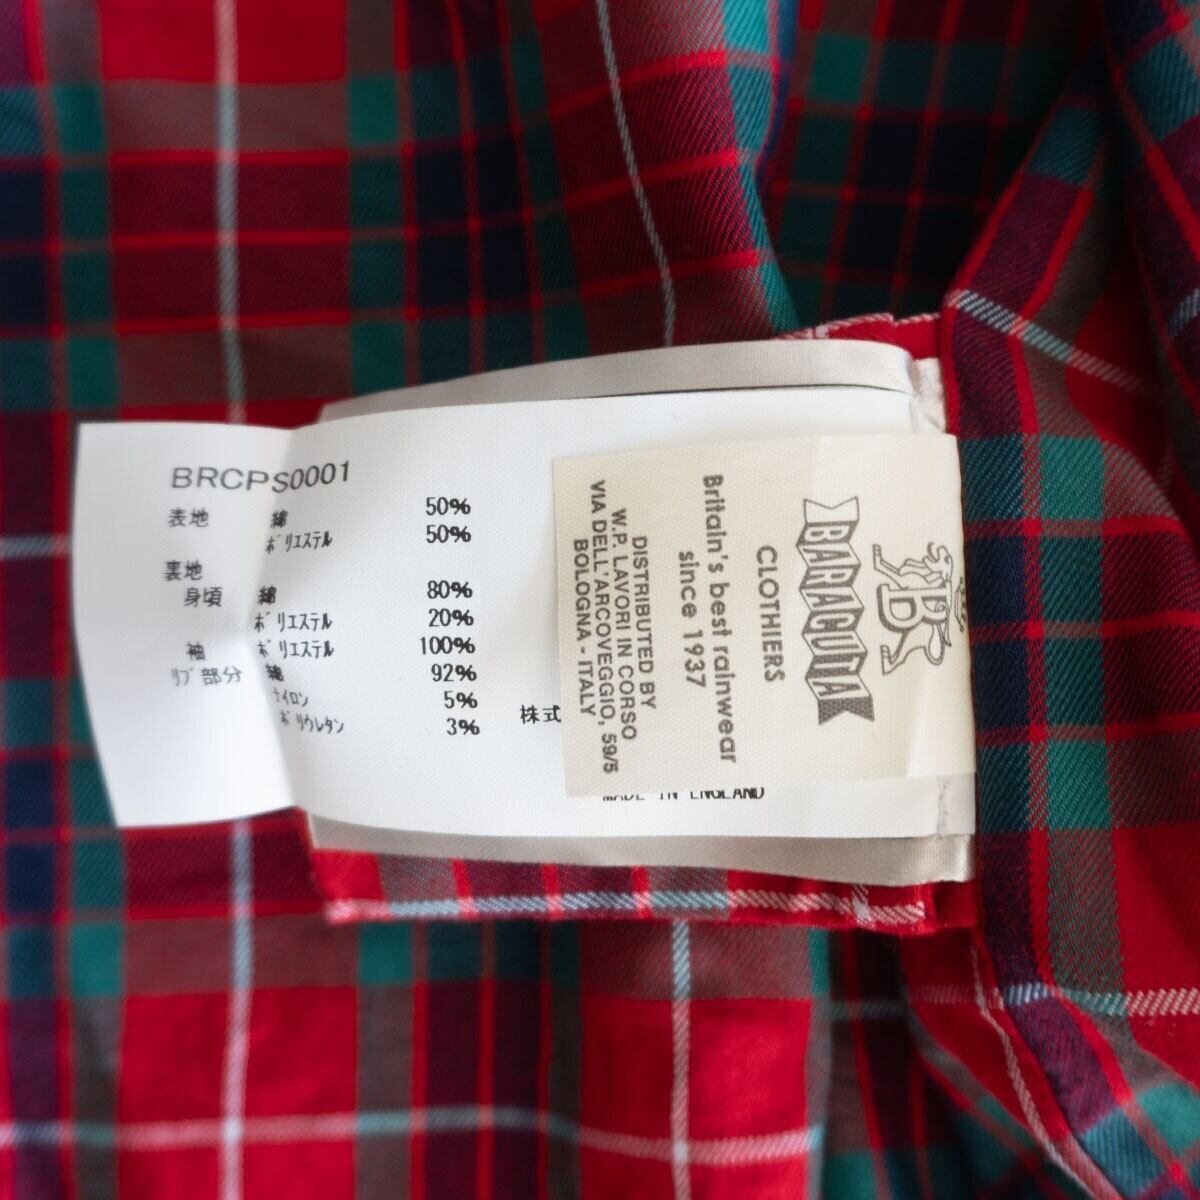 BRCPS0001
表地 綿 50%
ポリエステル 50%
裏地
身頃 綿 80%
ポリエステル 20%
袖 ポリエステル 100%
リブ部分 綿 92%
ナイロン 5%
ポリウレタン 3%
株式
MADE IN ENGLAND
BARACUTA
CLOTHIERS
Britain's best rainwear
since 1937
DISTRIBUTED BY
W.P. LAVORI IN CORSO
VIA DELL'ARCOVEGGIO, 59/5
BOLOGNA - ITALY